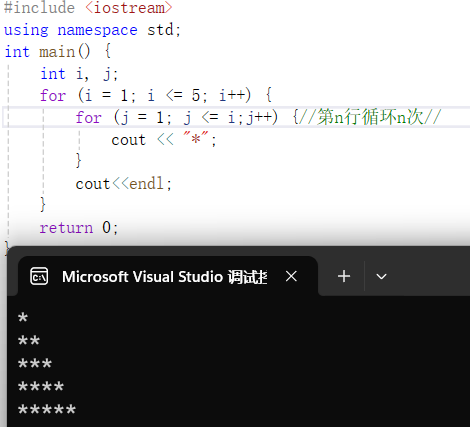 #include <iostream>
using namespace std;
int main() {
    int i, j;
    for (i = 1; i <= 5; i++) {
        for (j = 1; j <= i;j++) {//第n行循环n次//
            cout << "*";
        }
        cout<<endl;
    }
    return 0;
}
Microsoft Visual Studio 调试控
*
**
***
****
*****